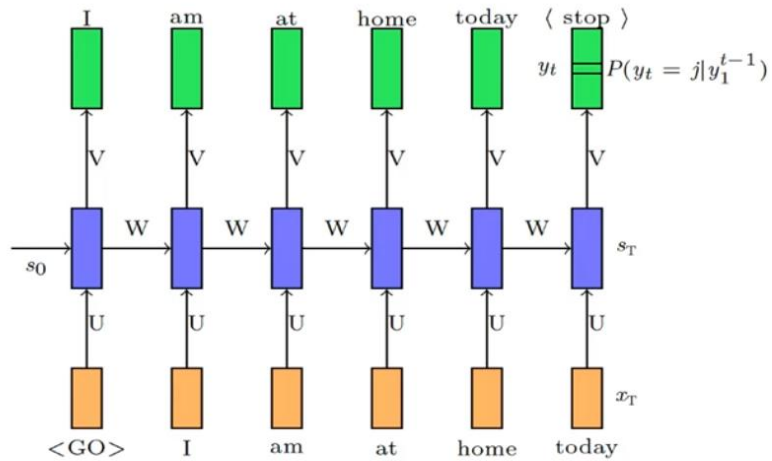 I am at home today ⟨ stop ⟩
y_t P(y_t = j|y_1^{t-1})
V V V V V V
W W W W W
s_0 s_T
U U U U U U
x_T
<GO> I am at home today